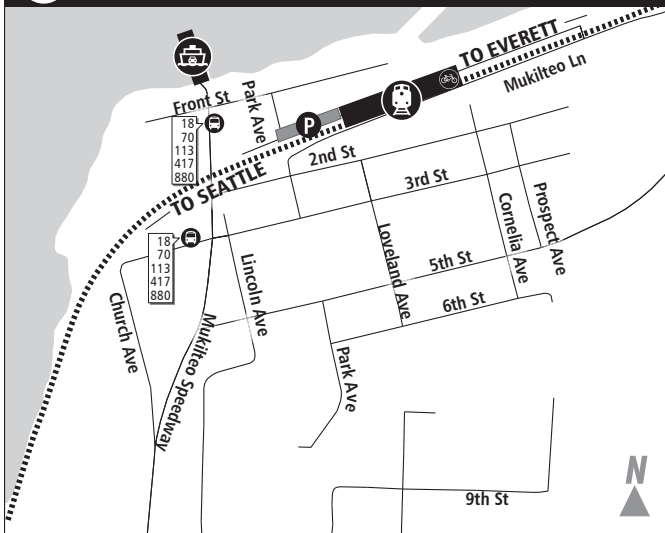 TO EVERETT
Mukilteo Ln
Park Ave
Front St
18
70
113
417
880
P
2nd St
TO SEATTLE
3rd St
18
70
113
417
880
Cornelia Ave
Prospect Ave
Loveland Ave
Lincoln Ave
5th St
6th St
Church Ave
Mukilteo Speedway
Park Ave
9th St
N